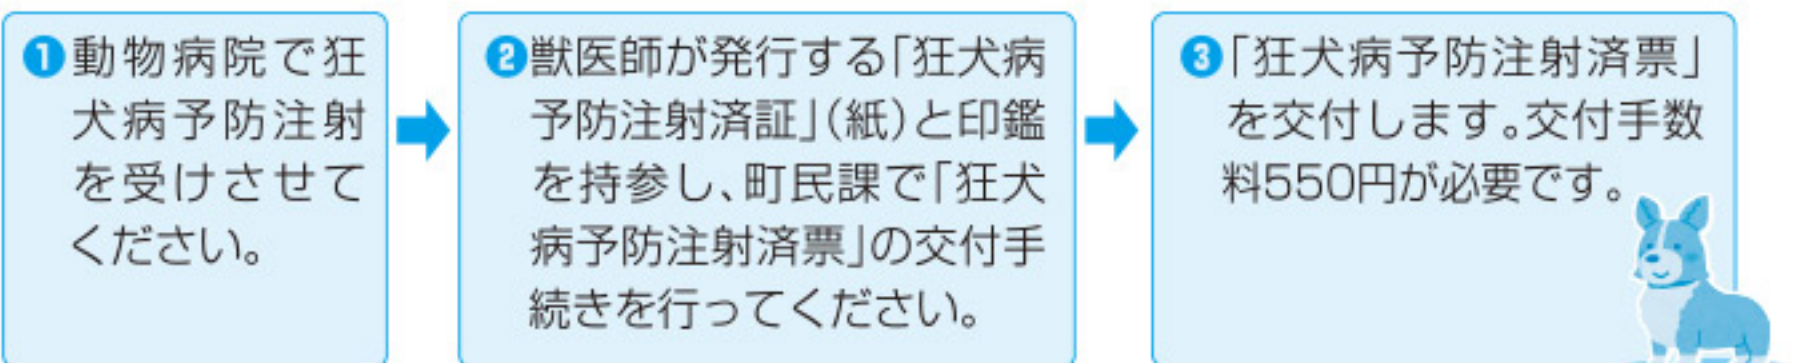 ❶動物病院で狂
犬病予防注射
を受けさせて
ください。
❷獣医師が発行する「狂犬病
予防注射済証」(紙)と印鑑
を持参し、町民課で「狂犬
病予防注射済票」の交付手
続きを行ってください。
❸「狂犬病予防注射済票」
を交付します。交付手数
料550円が必要です。